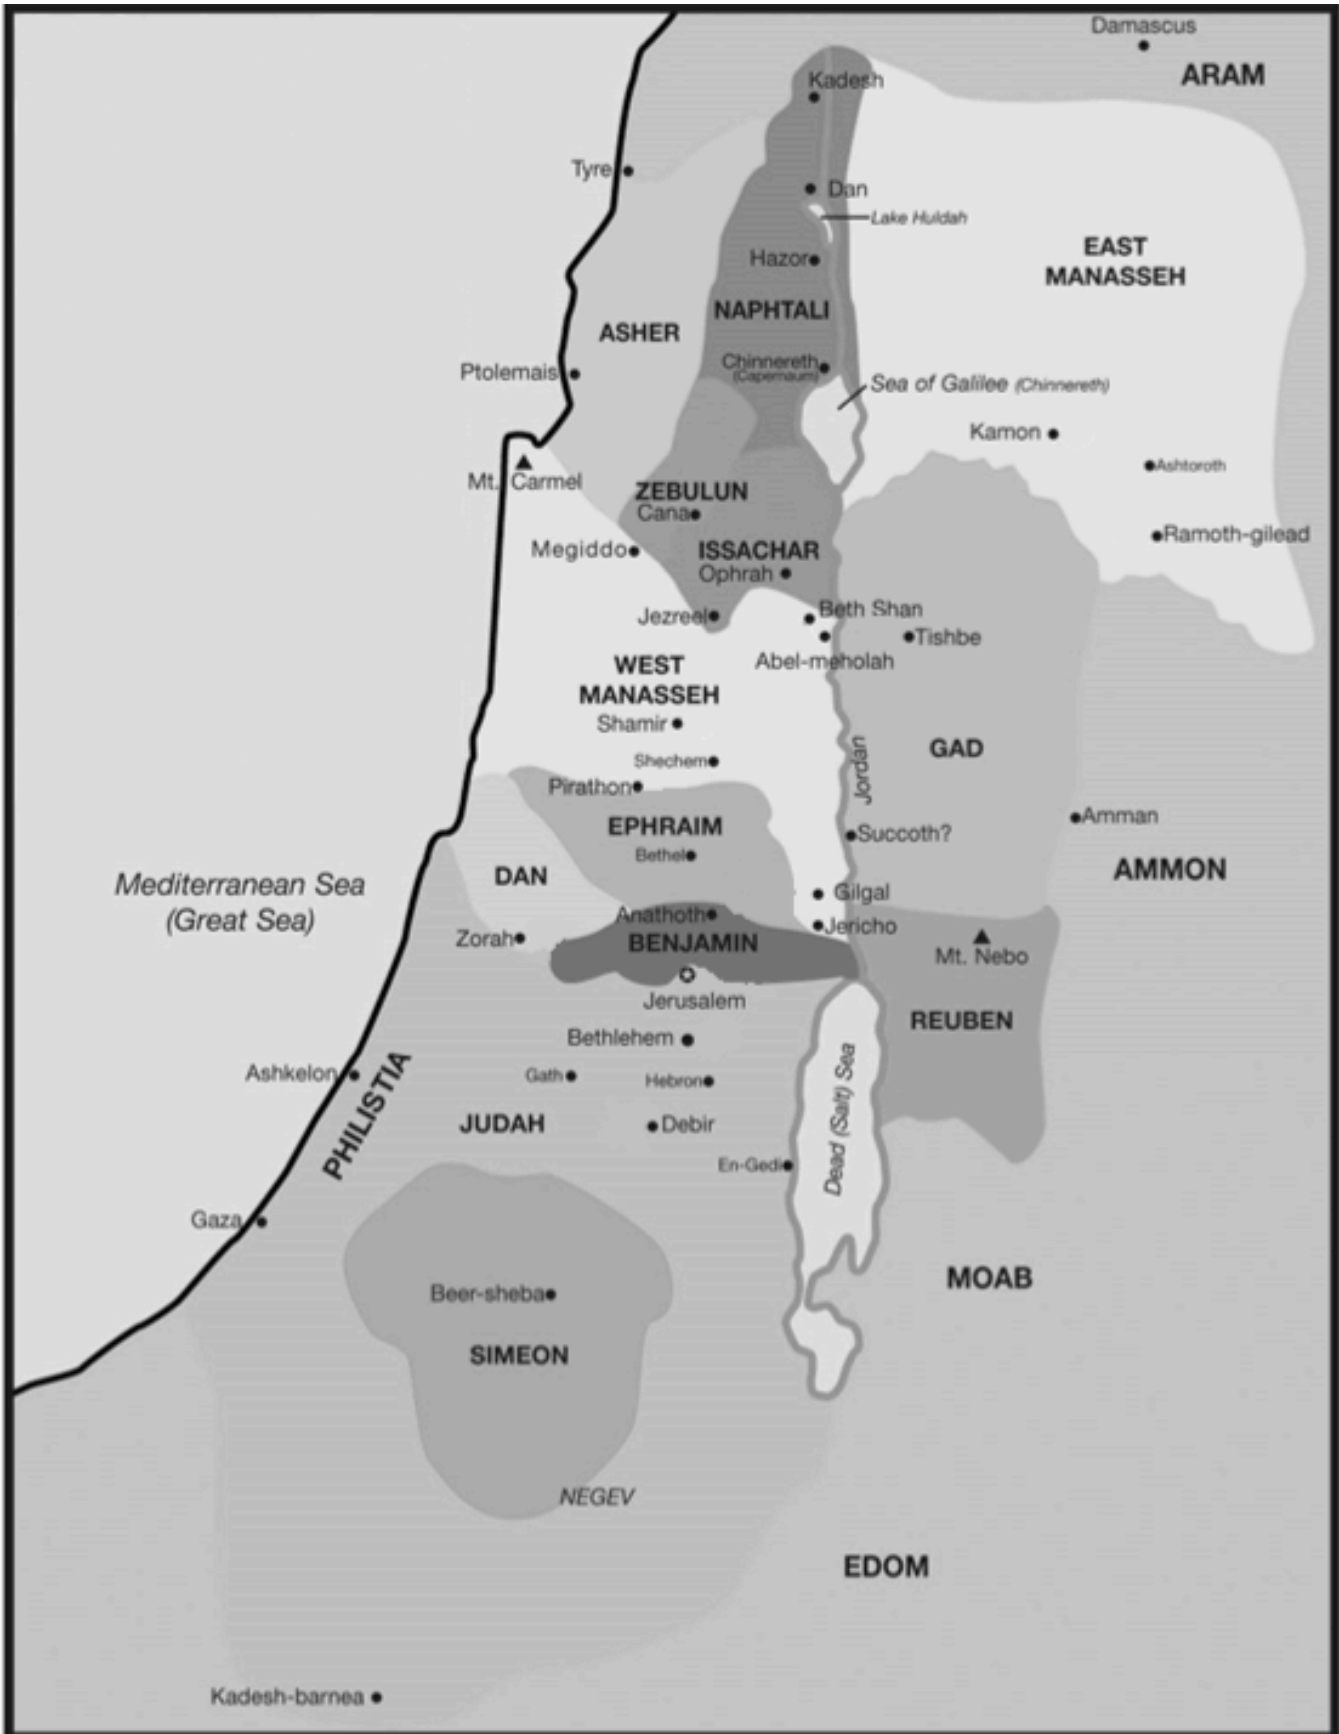 Damascus
ARAM
Kadesh
Tyre
Dan
Lake Huldah
EAST
MANASSEH
Hazor
NAPHTALI
ASHER
Chinnereth
(Capernaum)
Ptolemais
Sea of Galilee (Chinnereth)
Kamon
Ashtoroth
Mt. Carmel
ZEBULUN
Cana
Ramoth-gilead
Megiddo
ISSACHAR
Ophrah
Jezreel
Beth Shan
Tishbe
Abel-meholah
WEST
MANASSEH
Shamir
GAD
Shechem
Jordan
Pirathon
Amman
EPHRAIM
Succoth?
Bethel
AMMON
DAN
Mediterranean Sea
(Great Sea)
Gilgal
Anathoth
Jericho
Zorah
BENJAMIN
Mt. Nebo
Jerusalem
REUBEN
Bethlehem
Ashkelon
PHILISTIA
Gath
Hebron
Dead (Salt) Sea
JUDAH
Debir
En-Gedi
Gaza
MOAB
Beer-sheba
SIMEON
NEGEV
EDOM
Kadesh-barnea